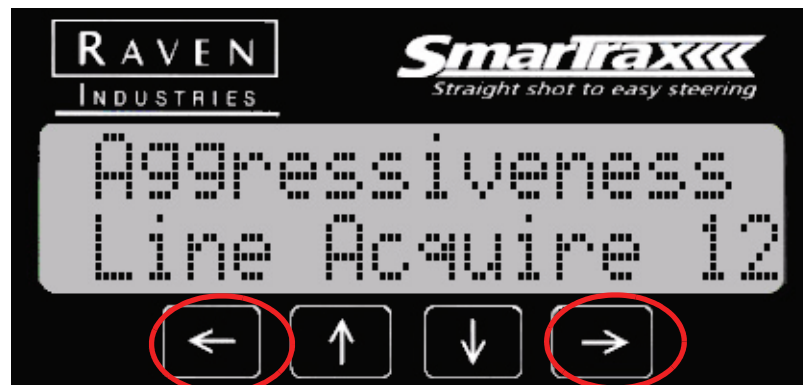 RAVEN
INDUSTRIES
SmarTrax
Straight shot to easy steering
Aggressiveness
Line Acquire 12
← ↑ ↓ →